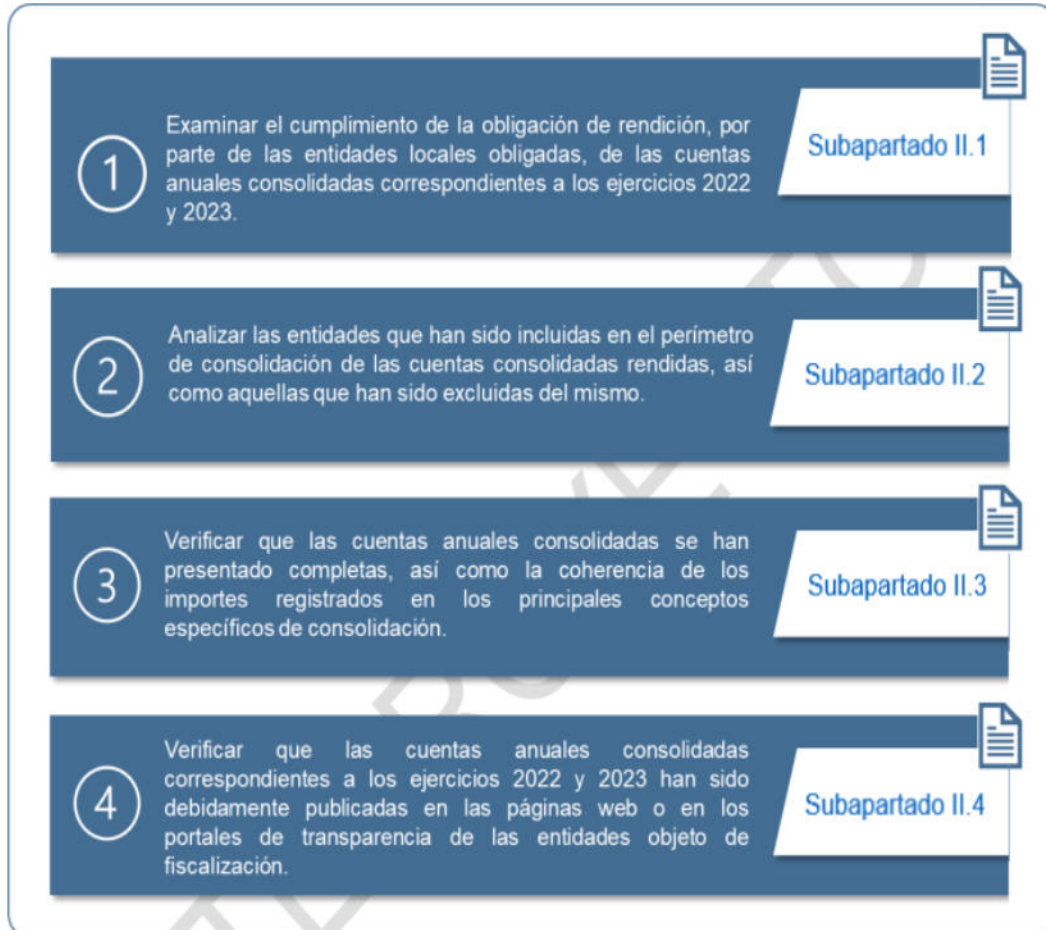 1
Examinar el cumplimiento de la obligación de rendición, por
parte de las entidades locales obligadas, de las cuentas
anuales consolidadas correspondientes a los ejercicios 2022
y 2023.
Subapartado II.1
2
Analizar las entidades que han sido incluidas en el perímetro
de consolidación de las cuentas consolidadas rendidas, así
como aquellas que han sido excluidas del mismo.
Subapartado II.2
3
Verificar que las cuentas anuales consolidadas se han
presentado completas, así como la coherencia de los
importes registrados en los principales conceptos
específicos de consolidación.
Subapartado II.3
4
Verificar que las cuentas anuales consolidadas
correspondientes a los ejercicios 2022 y 2023 han sido
debidamente publicadas en las páginas web o en los
portales de transparencia de las entidades objeto de
fiscalización.
Subapartado II.4